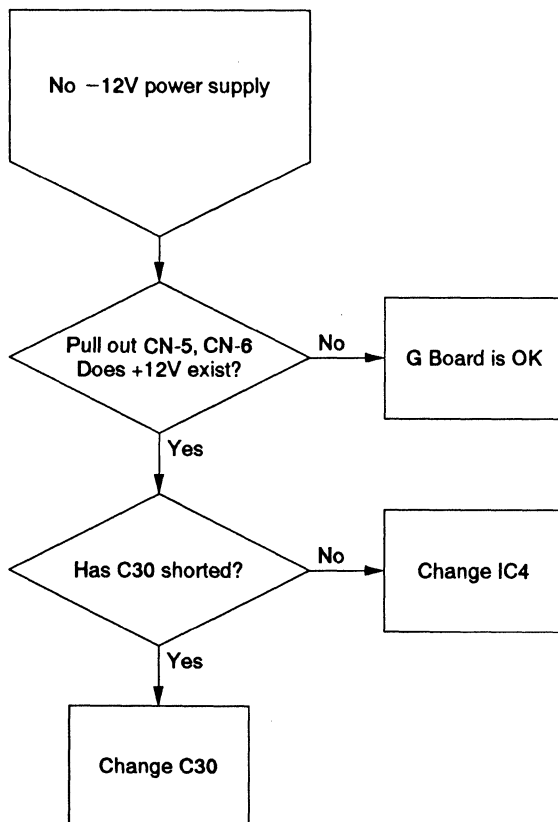 No −12V power supply
Pull out CN-5, CN-6
Does +12V exist?
No
G Board is OK
Yes
Has C30 shorted?
No
Change IC4
Yes
Change C30